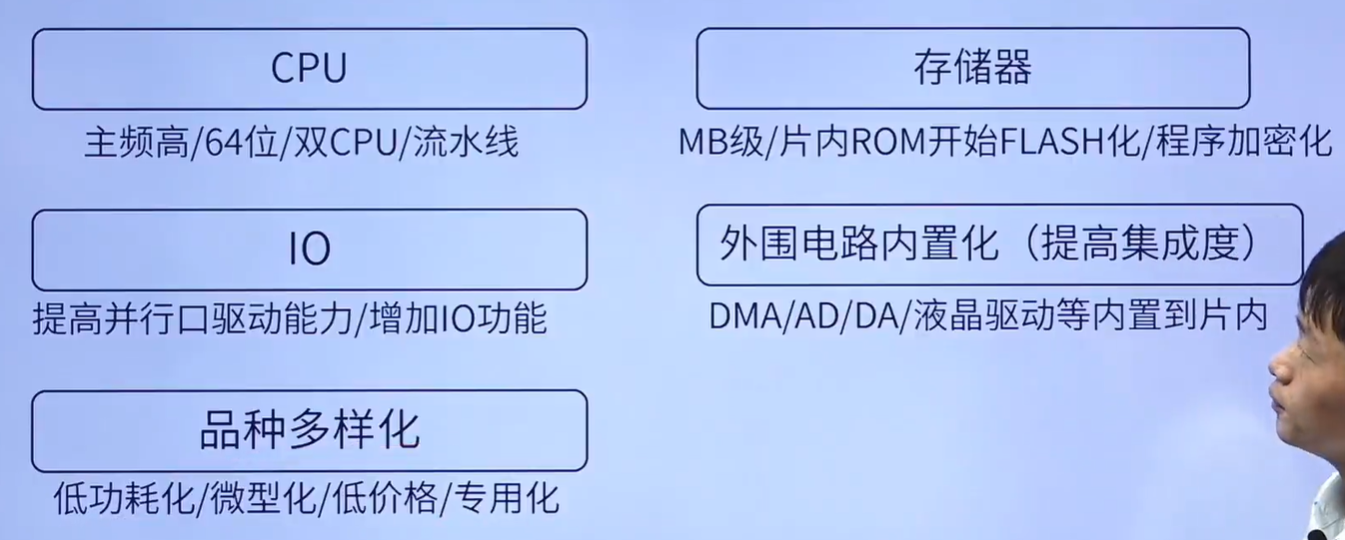 CPU
主频高/64位/双CPU/流水线
存储器
MB级/片内ROM开始FLASH化/程序加密化
IO
提高并行口驱动能力/增加IO功能
外围电路内置化（提高集成度）
DMA/AD/DA/液晶驱动等内置到片内
品种多样化
低功耗化/微型化/低价格/专用化